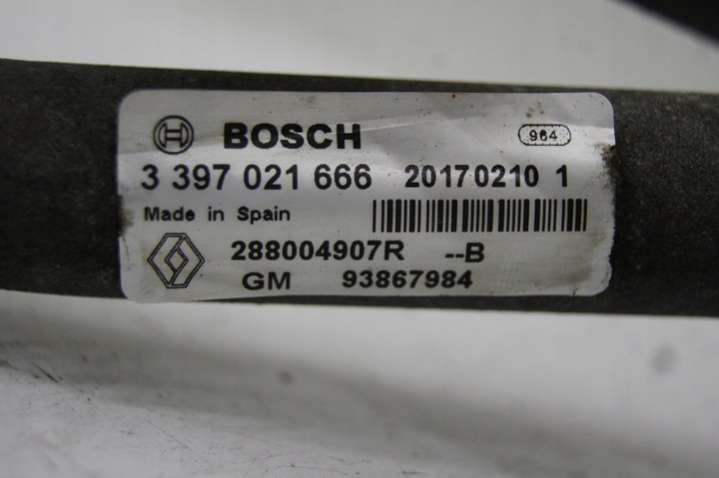 BOSCH 964
3 397 021 666 20170210 1
Made in Spain
288004907R --B
GM 93867984